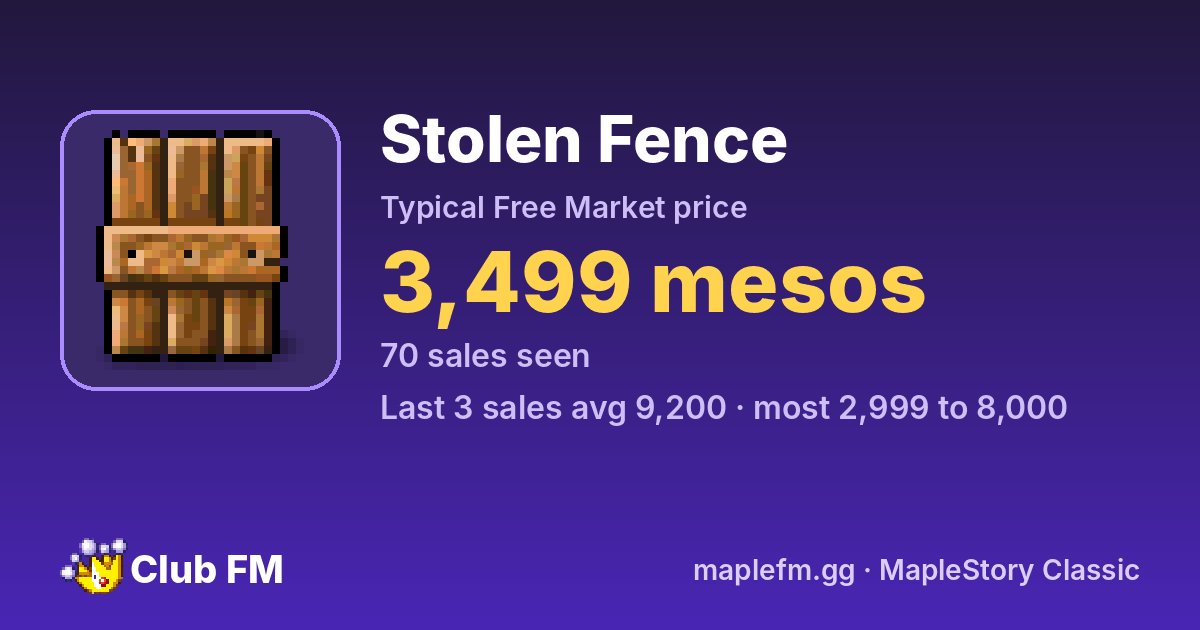 Stolen Fence
Typical Free Market price
3,499 mesos
70 sales seen
Last 3 sales avg 9,200 · most 2,999 to 8,000
Club FM
maplefm.gg · MapleStory Classic